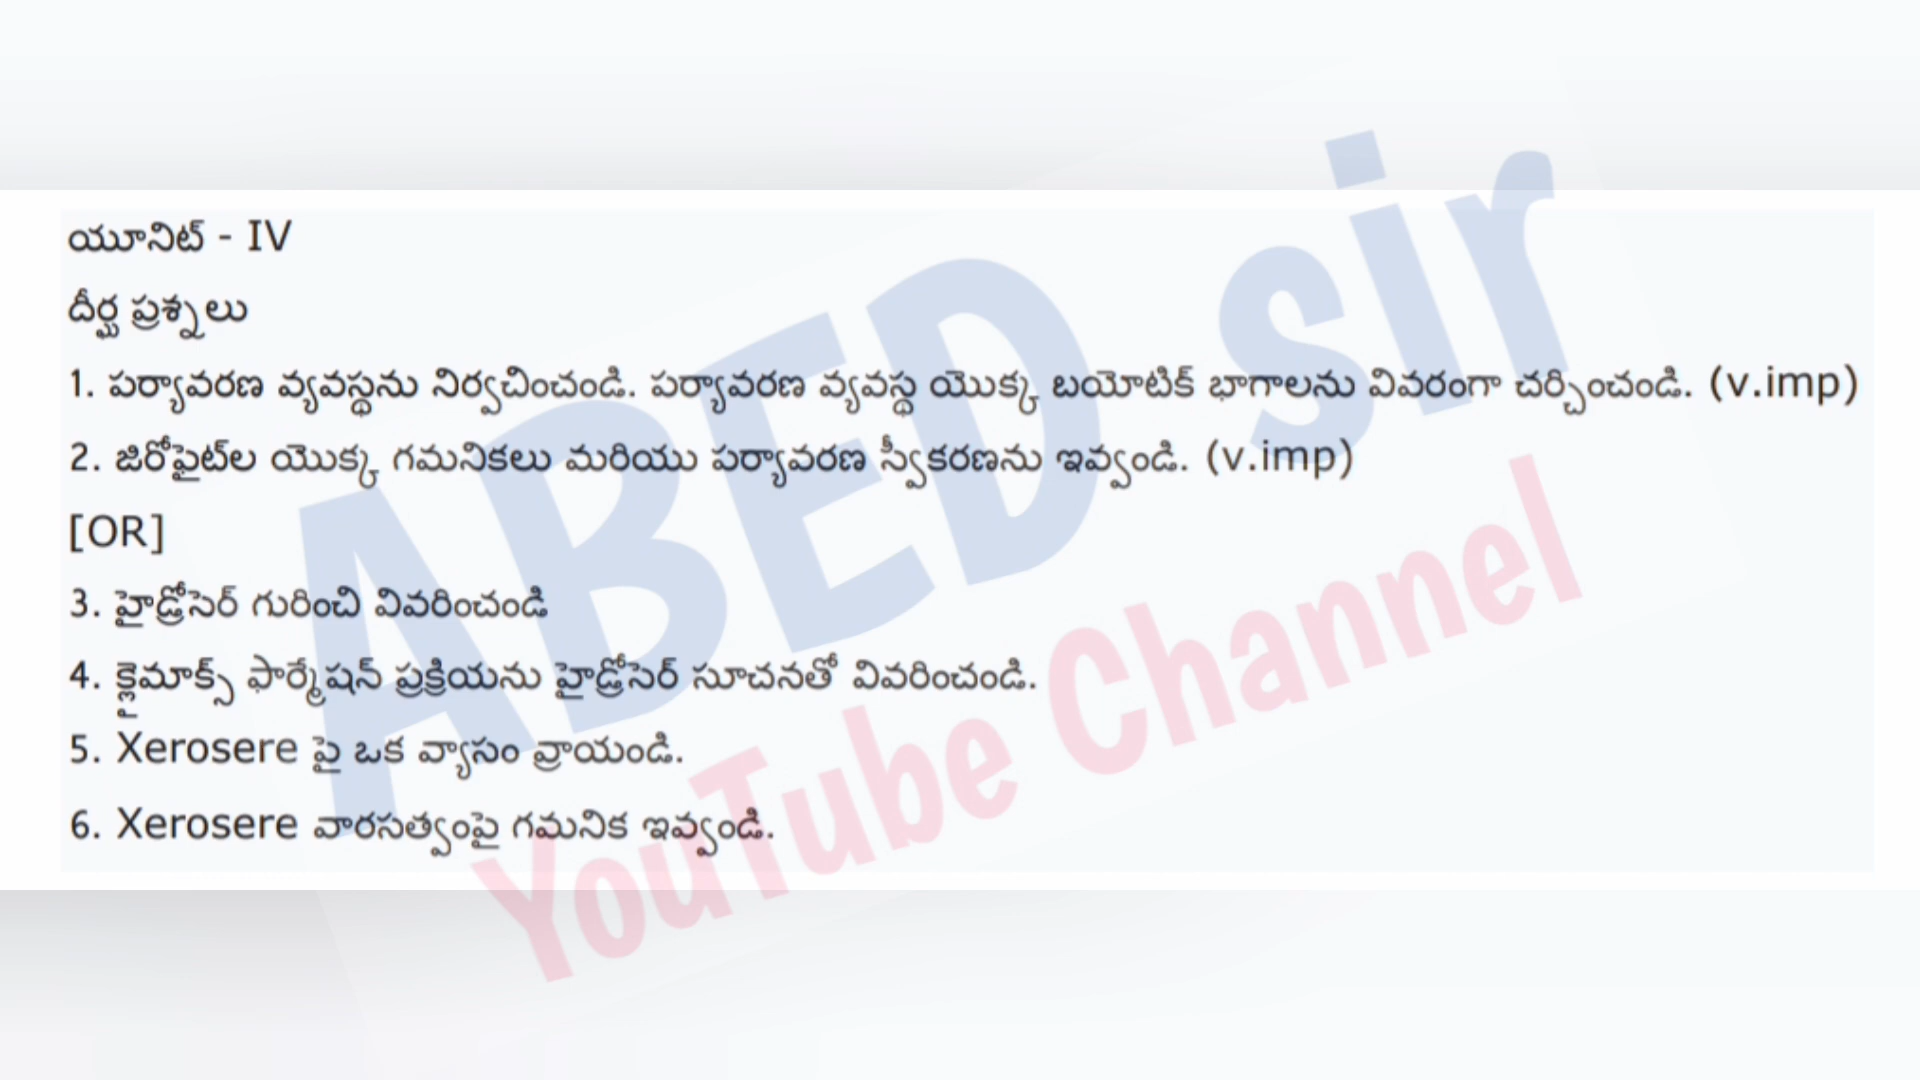 యూనిట్ - IV
దీర్ఘ ప్రశ్నలు
1. పర్యావరణ వ్యవస్థను నిర్వచించండి. పర్యావరణ వ్యవస్థ యొక్క బయోటిక్ భాగాలను వివరంగా చర్చించండి. (v.imp)
2. జిరోఫైట్‌ల యొక్క గమనికలు మరియు పర్యావరణ స్వీకరణను ఇవ్వండి. (v.imp)
[OR]
3. హైడ్రోసెర్ గురించి వివరించండి
4. క్లైమాక్స్ ఫార్మేషన్ ప్రక్రియను హైడ్రోసెర్ సూచనతో వివరించండి.
5. Xerosere పై ఒక వ్యాసం వ్రాయండి.
6. Xerosere వారసత్వంపై గమనిక ఇవ్వండి.
ABED sir
YouTube Channel